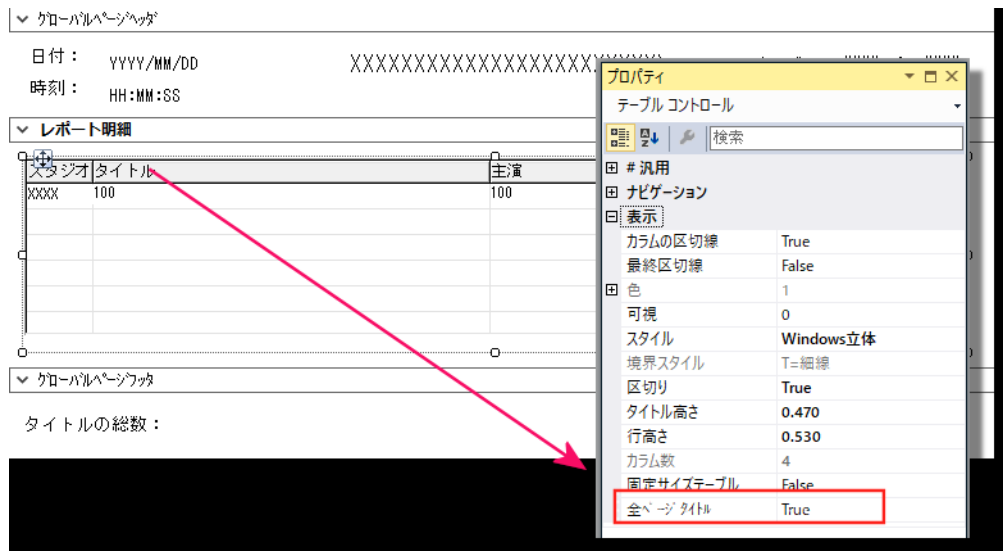 グローバルページヘッダ
日付： YYYY/MM/DD XXXXXXXXXXXXXXXXXXX
時刻： HH:MM:SS
レポート明細
スタジオ タイトル 主演
XXXX 100 100
グローバルページフッタ
タイトルの総数：
プロパティ
テーブル コントロール
検索
# 汎用
ナビゲーション
表示
カラムの区切線 True
最終区切線 False
色 1
可視 0
スタイル Windows立体
境界スタイル T=細線
区切り True
タイトル高さ 0.470
行高さ 0.530
カラム数 4
固定サイズテーブル False
全ページタイトル True